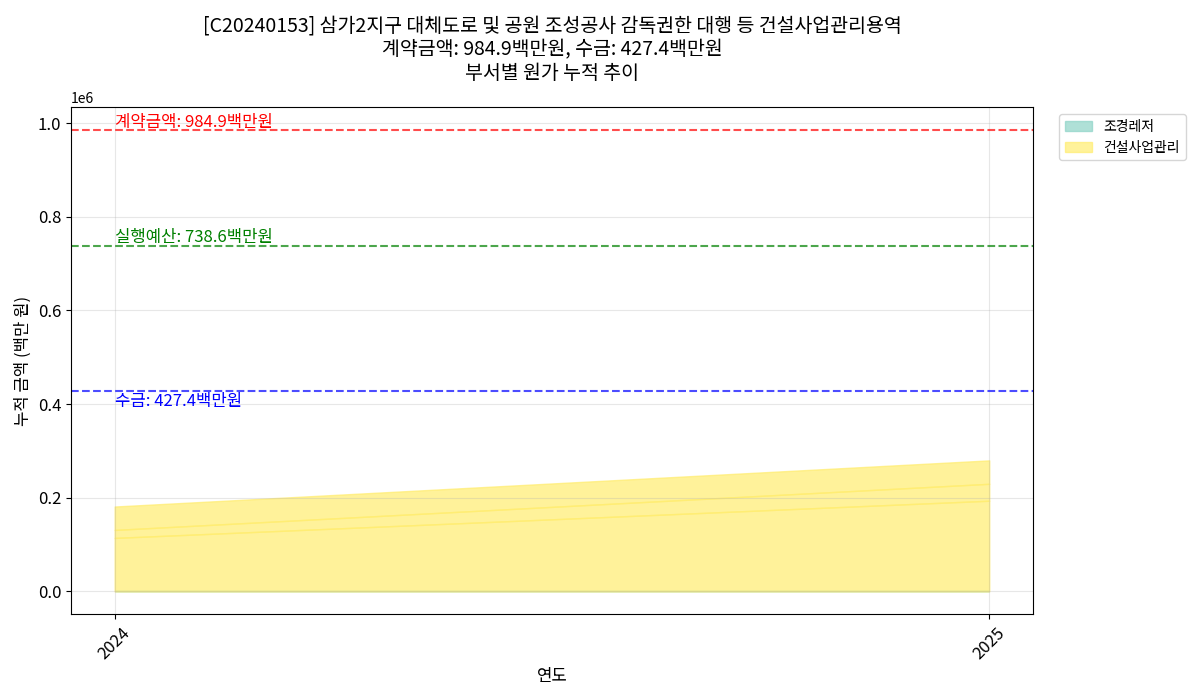 [C20240153] 삼가2지구 대체도로 및 공원 조성공사 감독권한 대행 등 건설사업관리용역
계약금액: 984.9백만원, 수금: 427.4백만원
부서별 원가 누적 추이
1e6
1.0
0.8
0.6
0.4
0.2
0.0
누적 금액 (백만 원)
계약금액: 984.9백만원
실행예산: 738.6백만원
수금: 427.4백만원
조경레저
건설사업관리
2024
2025
연도